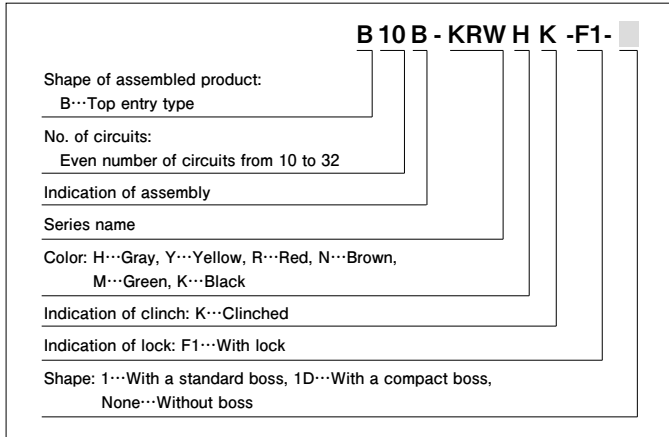 B 10 B - KRW H K -F1-
Shape of assembled product:
B⋯Top entry type
No. of circuits:
Even number of circuits from 10 to 32
Indication of assembly
Series name
Color: H⋯Gray, Y⋯Yellow, R⋯Red, N⋯Brown,
M⋯Green, K⋯Black
Indication of clinch: K⋯Clinched
Indication of lock: F1⋯With lock
Shape: 1⋯With a standard boss, 1D⋯With a compact boss,
None⋯Without boss